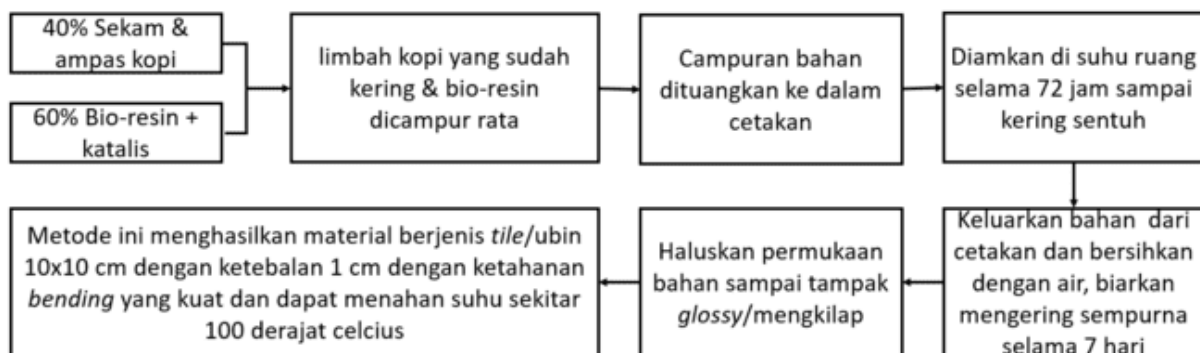 40% Sekam &
ampas kopi
60% Bio-resin +
katalis
limbah kopi yang sudah
kering & bio-resin
dicampur rata
Campuran bahan
dituangkan ke dalam
cetakan
Diamkan di suhu ruang
selama 72 jam sampai
kering sentuh
Keluarkan bahan dari
cetakan dan bersihkan
dengan air, biarkan
mengering sempurna
selama 7 hari
Haluskan permukaan
bahan sampai tampak
glossy/mengkilap
Metode ini menghasilkan material berjenis tile/ubin
10x10 cm dengan ketebalan 1 cm dengan ketahanan
bending yang kuat dan dapat menahan suhu sekitar
100 derajat celcius